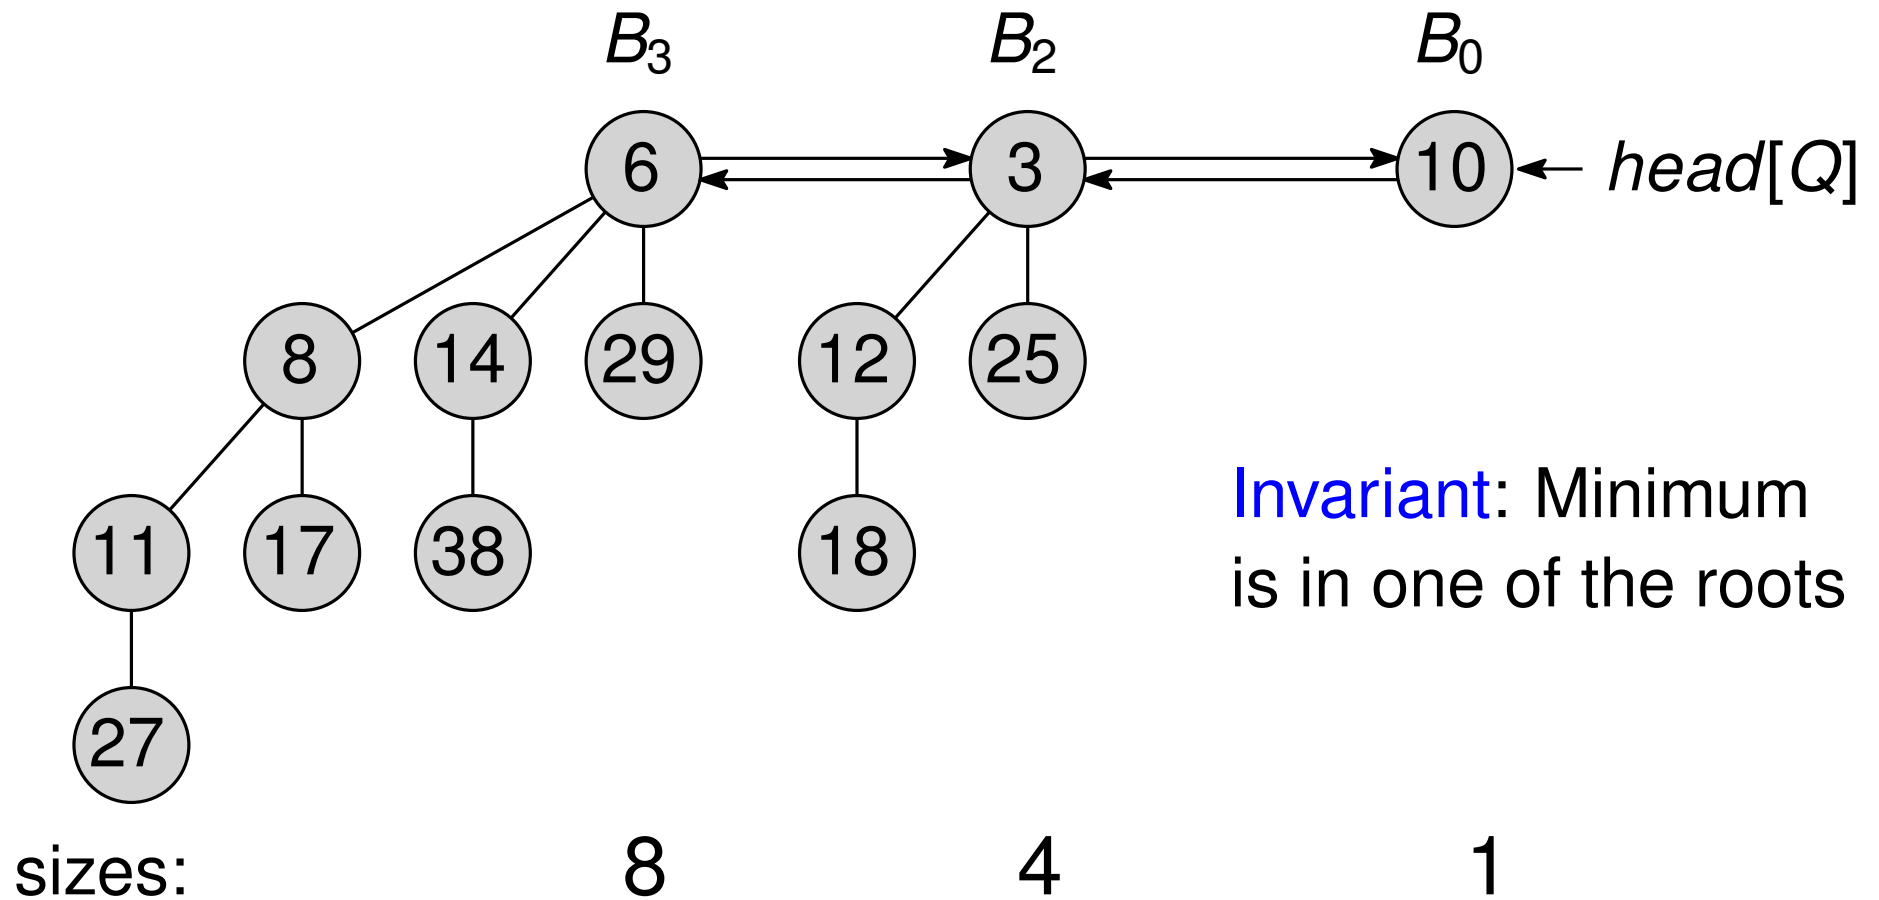 B3 B2 B0
6 3 10 head[Q]
8 14 29 12 25
11 17 38 18
Invariant: Minimum
is in one of the roots
27
sizes: 8 4 1